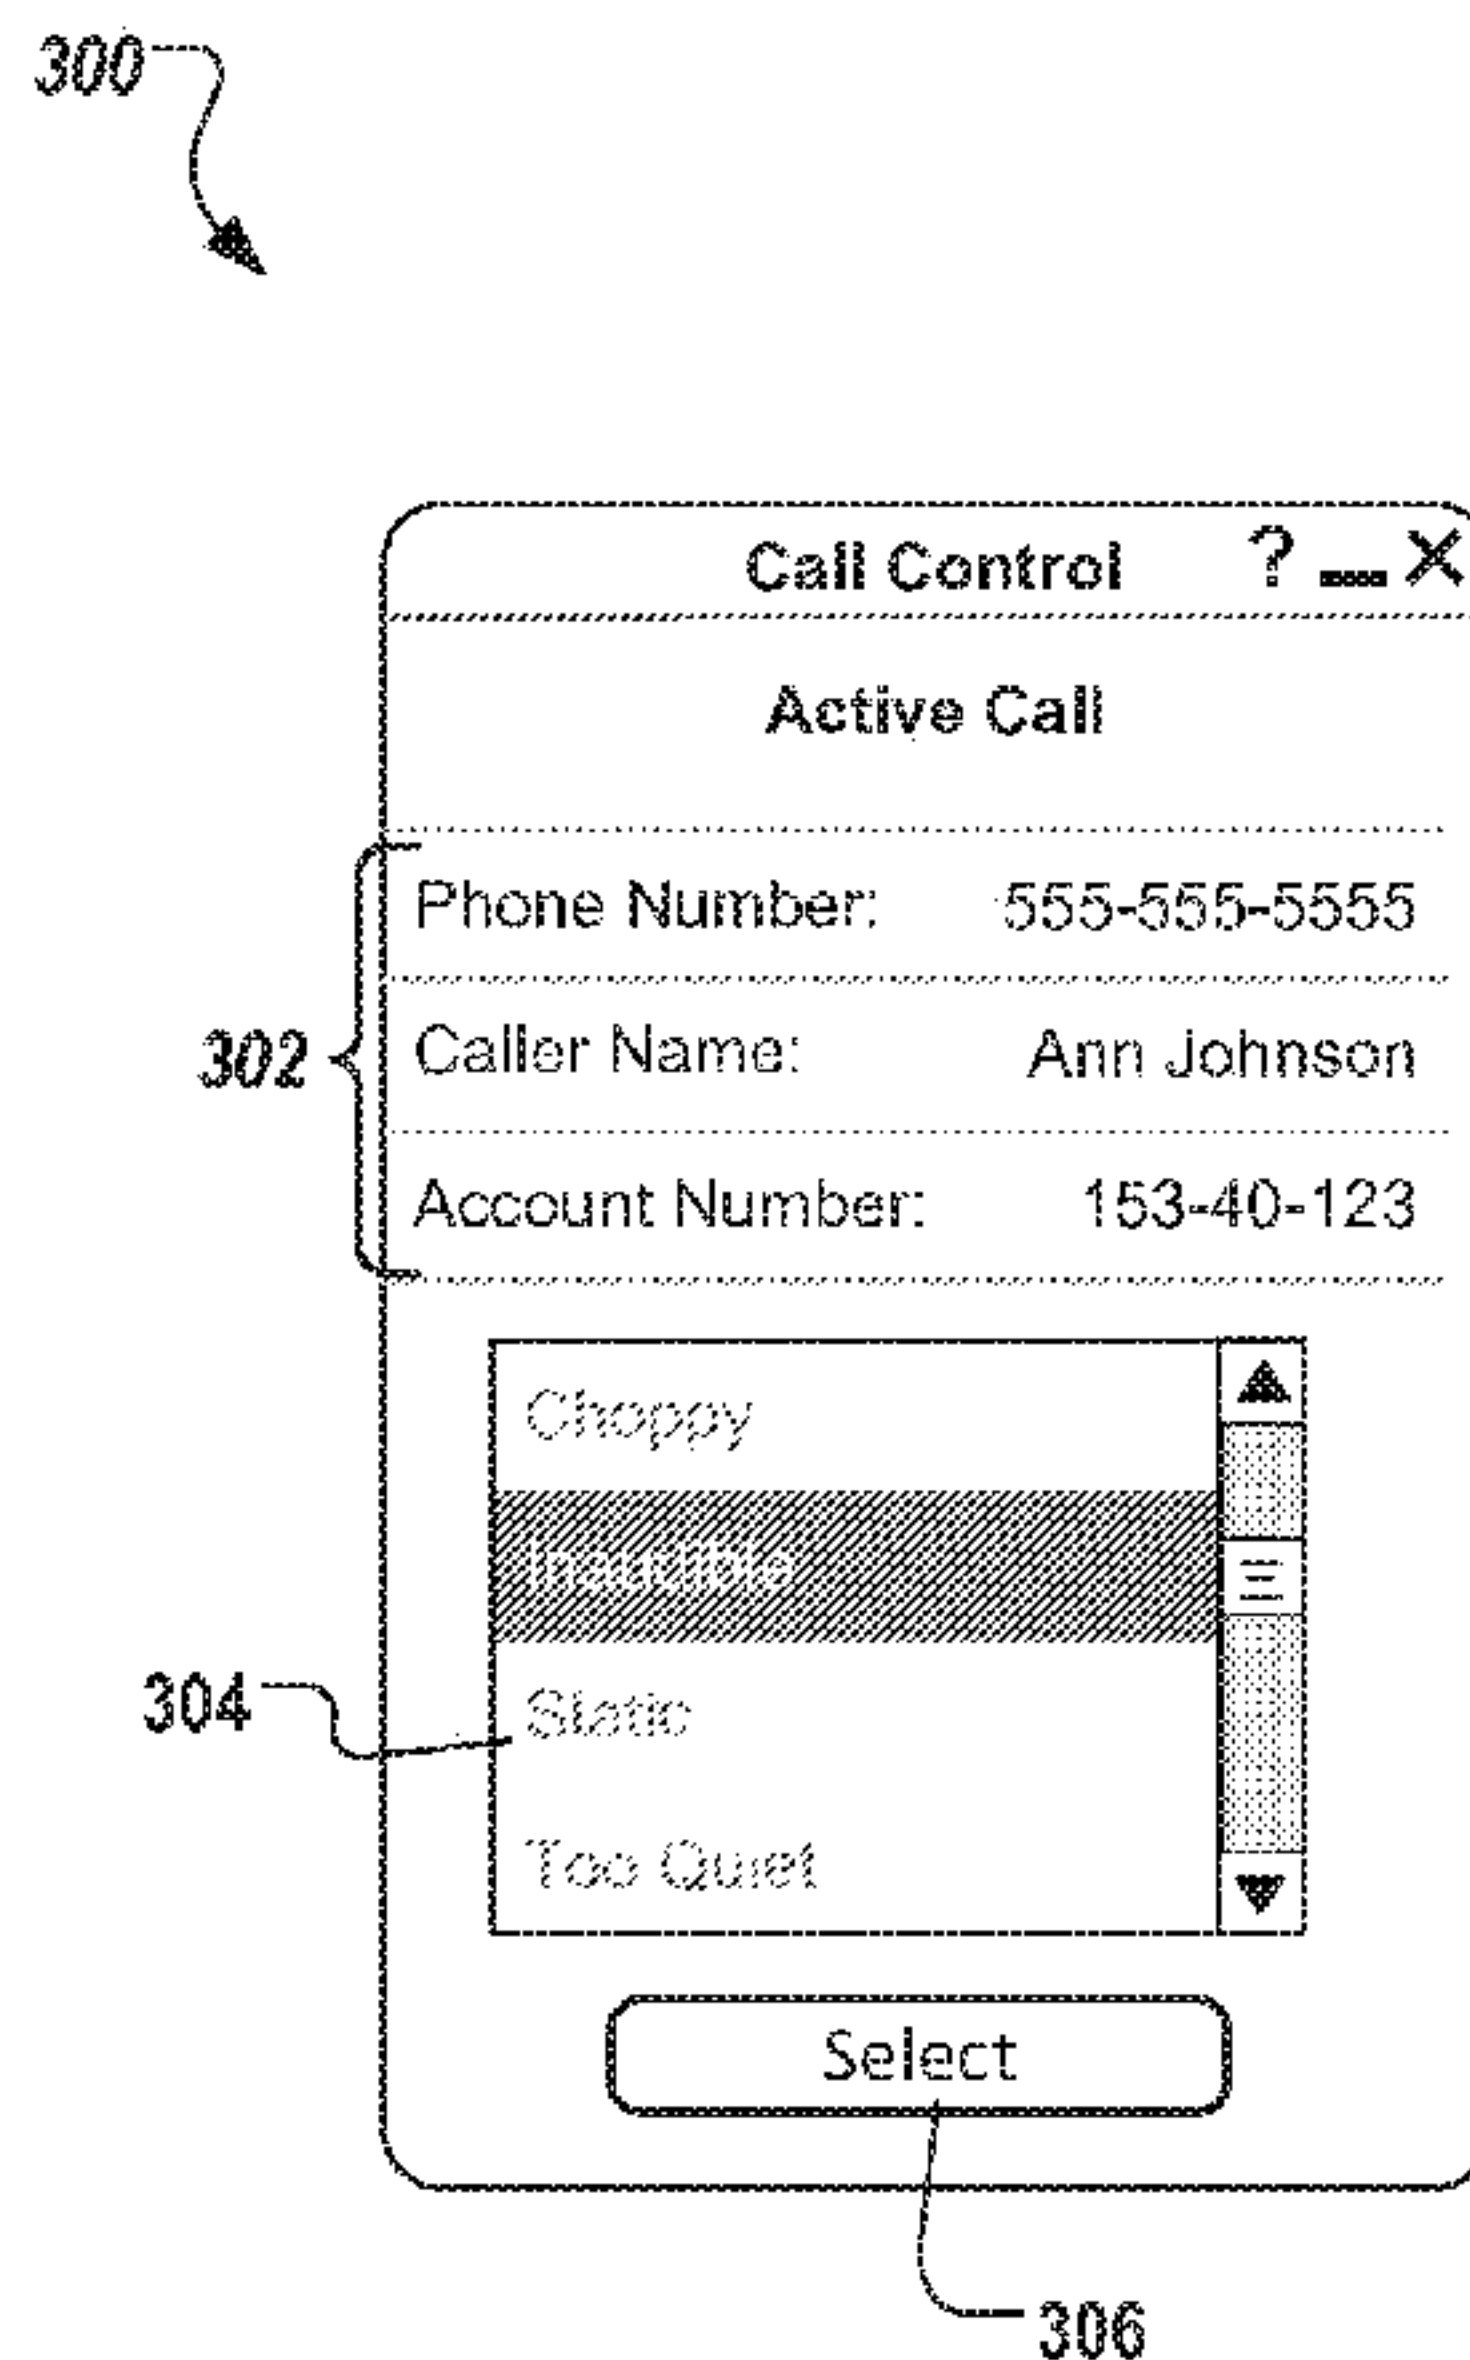 300
Call Control ? _ X
Active Call
Phone Number: 555-555-5555
302
Caller Name: Ann Johnson
Account Number: 153-40-123
Choppy
Inaudible
304
Static
Too Quiet
Select
306